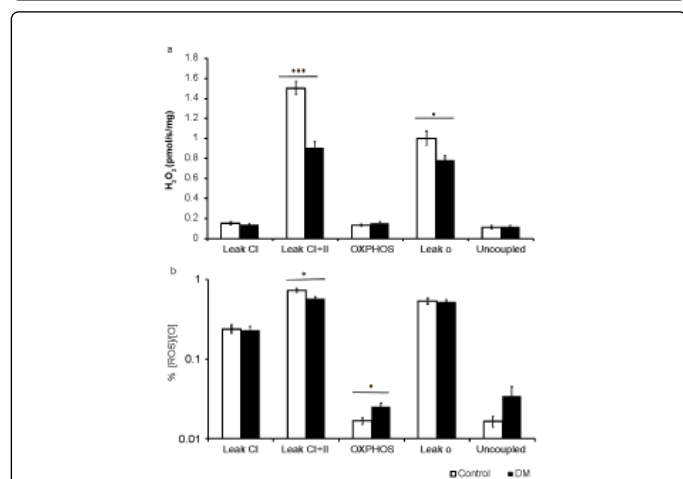 a
1.8
1.6
1.4
1.2
1
0.8
0.6
0.4
0.2
0
H2O2 (pmol/s/mg)
***
*
Leak CI
Leak CI+II
OXPHOS
Leak o
Uncoupled
b
1
0.1
0.01
% [ROS]/[O]
*
*
Leak CI
Leak CI+II
OXPHOS
Leak o
Uncoupled
Control
DM